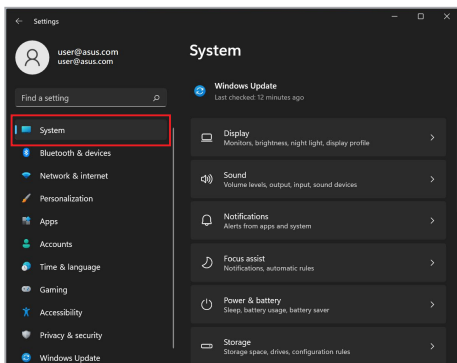 Settings
user@asus.com
user@asus.com
Find a setting
System
Bluetooth & devices
Network & internet
Personalization
Apps
Accounts
Time & language
Gaming
Accessibility
Privacy & security
Windows Update
System
Windows Update
Last checked: 12 minutes ago
Display
Monitors, brightness, night light, display profile
Sound
Volume levels, output, input, sound devices
Notifications
Alerts from apps and system
Focus assist
Notifications, automatic rules
Power & battery
Sleep, battery usage, battery saver
Storage
Storage space, drives, configuration rules